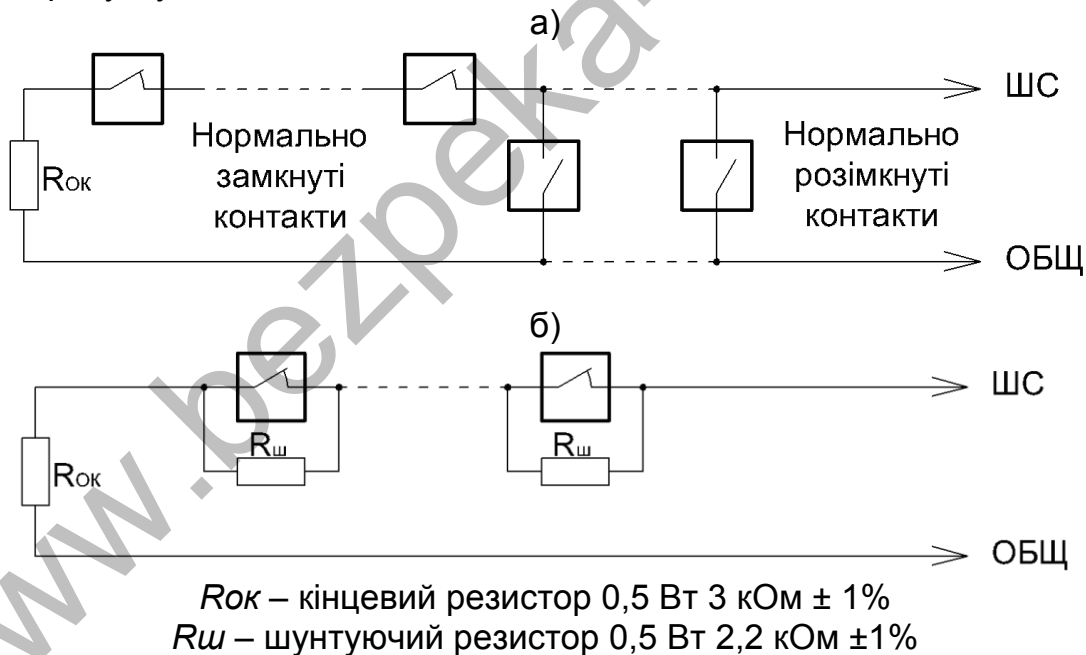 а)
ШС
Нормально
замкнуті
контакти
Нормально
розімкнуті
контакти
Rок
ОБЩ
б)
ШС
Rш
Rш
Rок
ОБЩ
Rок – кінцевий резистор 0,5 Вт 3 кОм ± 1%
Rш – шунтуючий резистор 0,5 Вт 2,2 кОм ±1%
www.bezpeka-